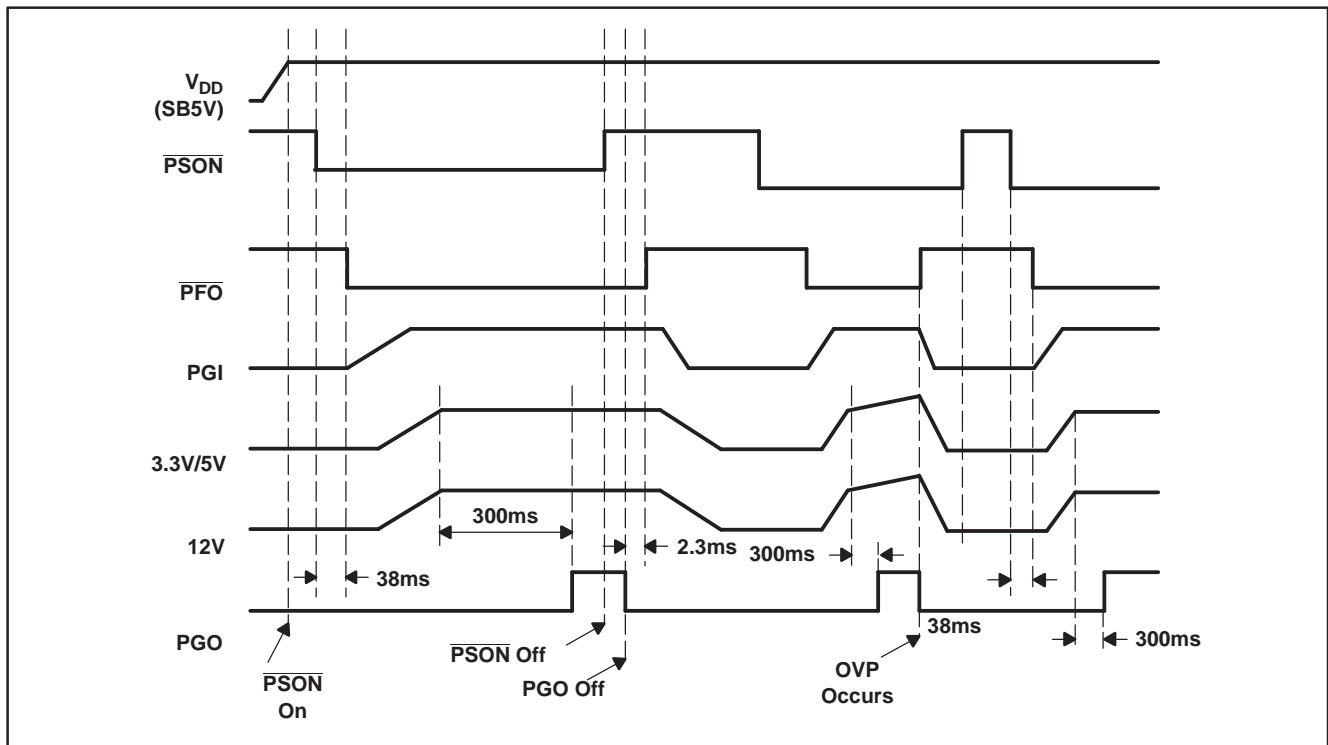 VDD
(SB5V)
PSON
PFO
PGI
3.3V/5V
12V
300ms
2.3ms
300ms
38ms
PGO
38ms
300ms
PSON Off
PGO Off
PSON
On
OVP
Occurs